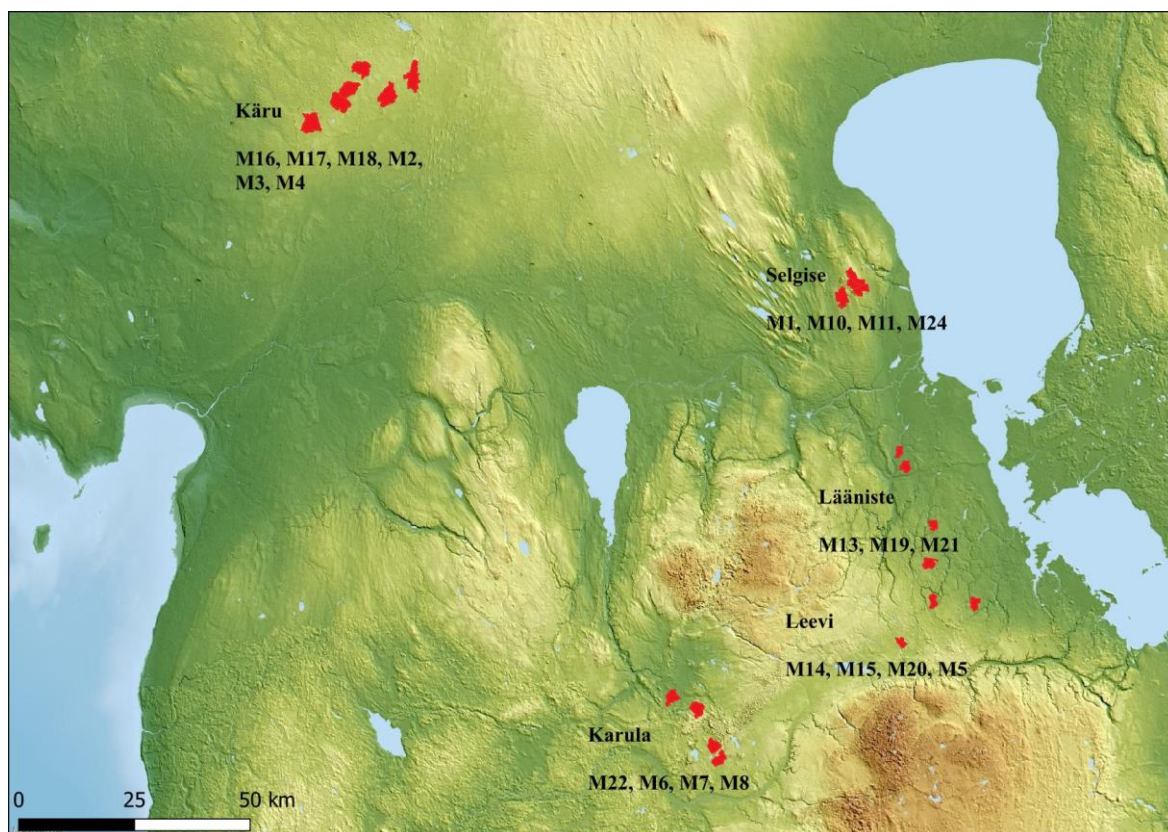 Käru
M16, M17, M18, M2,
M3, M4
Selgise
M1, M10, M11, M24
Lääniste
M13, M19, M21
Leevi
M14, M15, M20, M5
Karula
M22, M6, M7, M8
0 25 50 km